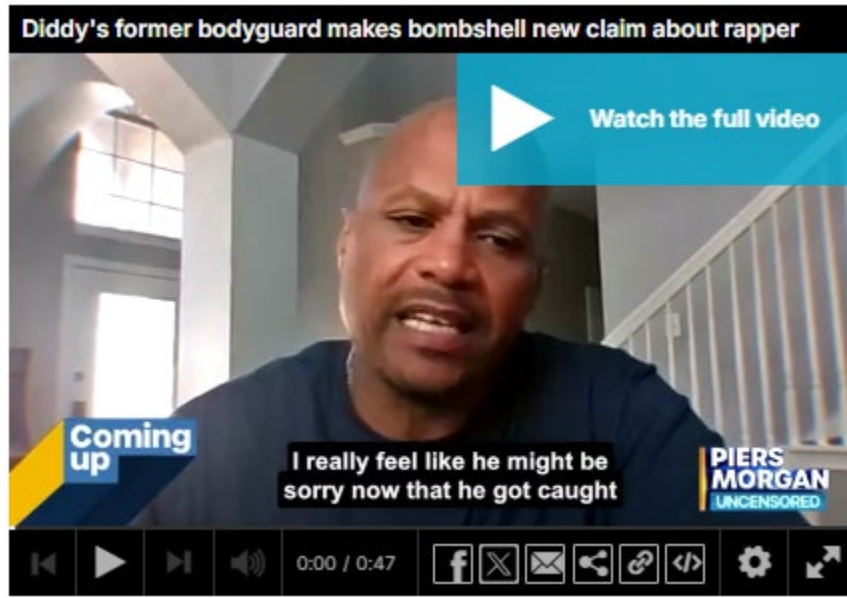 Diddy's former bodyguard makes bombshell new claim about rapper
Watch the full video
Coming
up
I really feel like he might be
sorry now that he got caught
PIERS
MORGAN
UNCENSORED
0:00 / 0:47